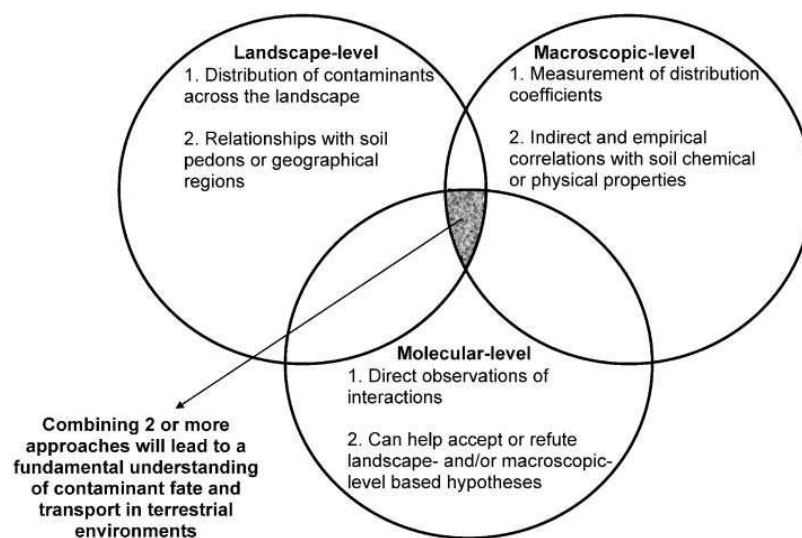 Landscape-level
1. Distribution of contaminants
across the landscape
2. Relationships with soil
pedons or geographical
regions
Macroscopic-level
1. Measurement of distribution
coefficients
2. Indirect and empirical
correlations with soil chemical
or physical properties
Molecular-level
1. Direct observations of
interactions
2. Can help accept or refute
landscape- and/or macroscopic-
level based hypotheses
Combining 2 or more
approaches will lead to a
fundamental understanding
of contaminant fate and
transport in terrestrial
environments